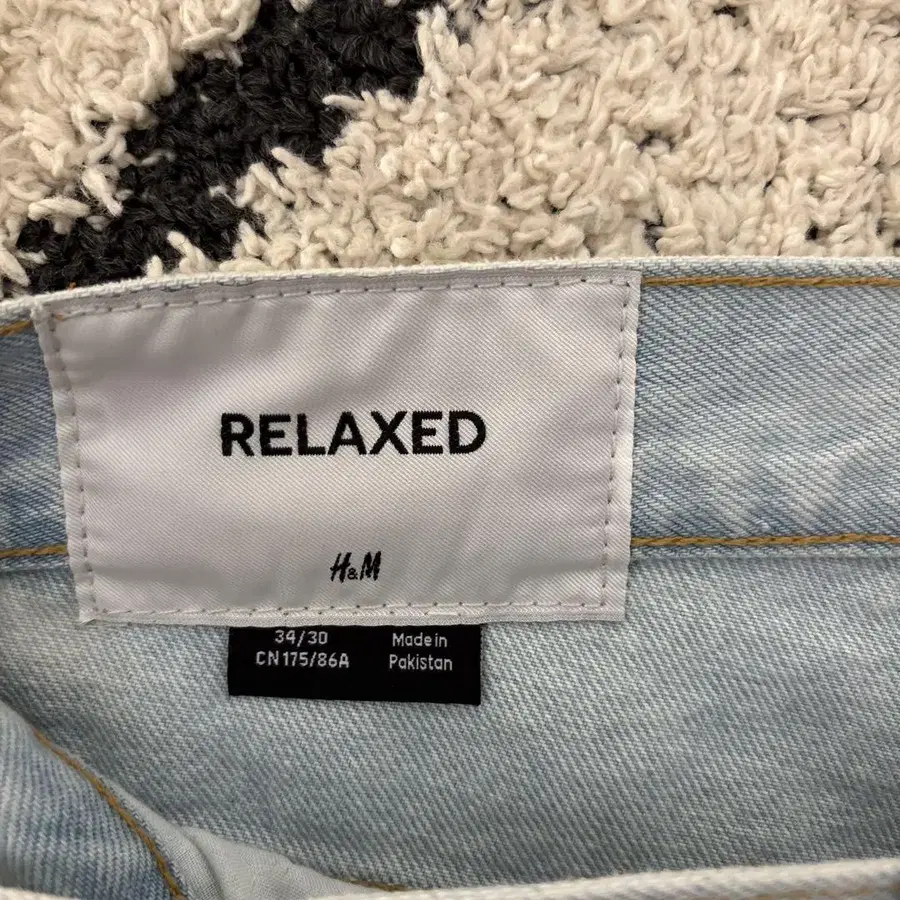 RELAXED
H&M
34/30 Made in
CN175/86A Pakistan